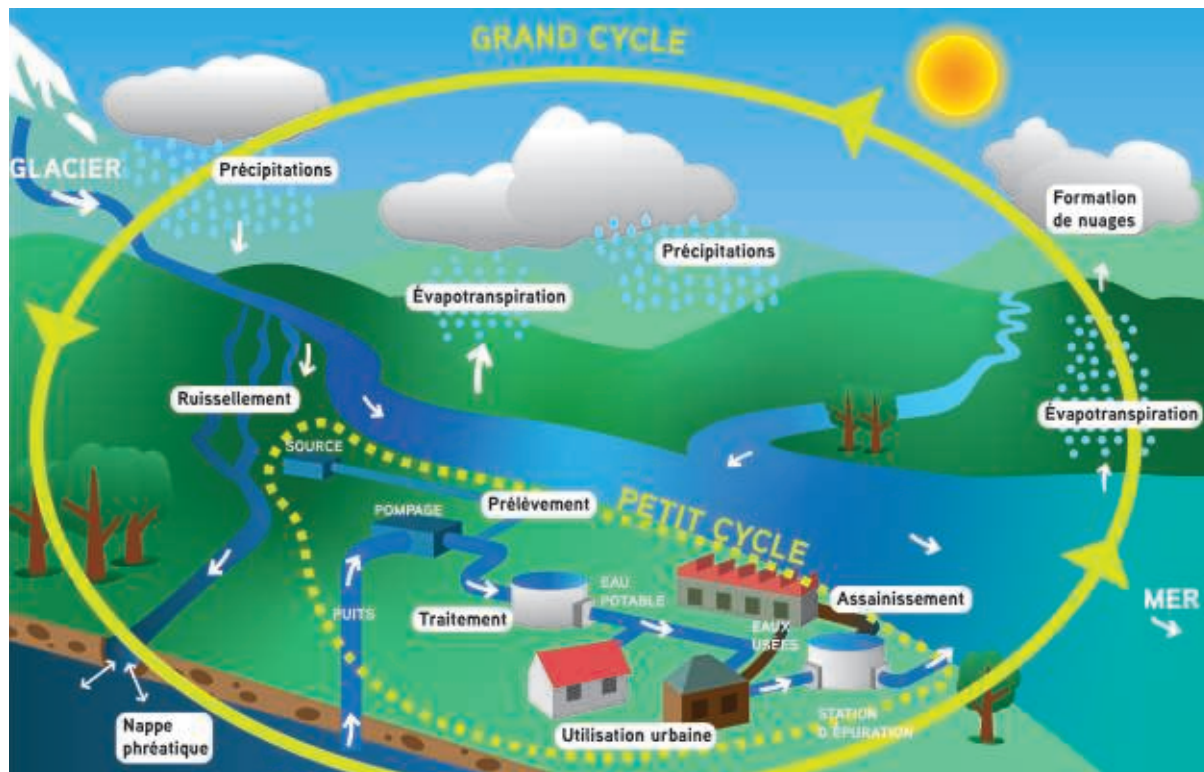 GRAND CYCLE
GLACIER
Précipitations
Formation
de nuages
Précipitations
Évapotranspiration
Ruissellement
Évapotranspiration
SOURCE
Prélèvement
PETIT CYCLE
POMPAGE
EAU
POTABLE
Assainissement
MER
PUITS
Traitement
EAUX
USÉES
Nappe
phréatique
Utilisation urbaine
STATION
D'ÉPURATION